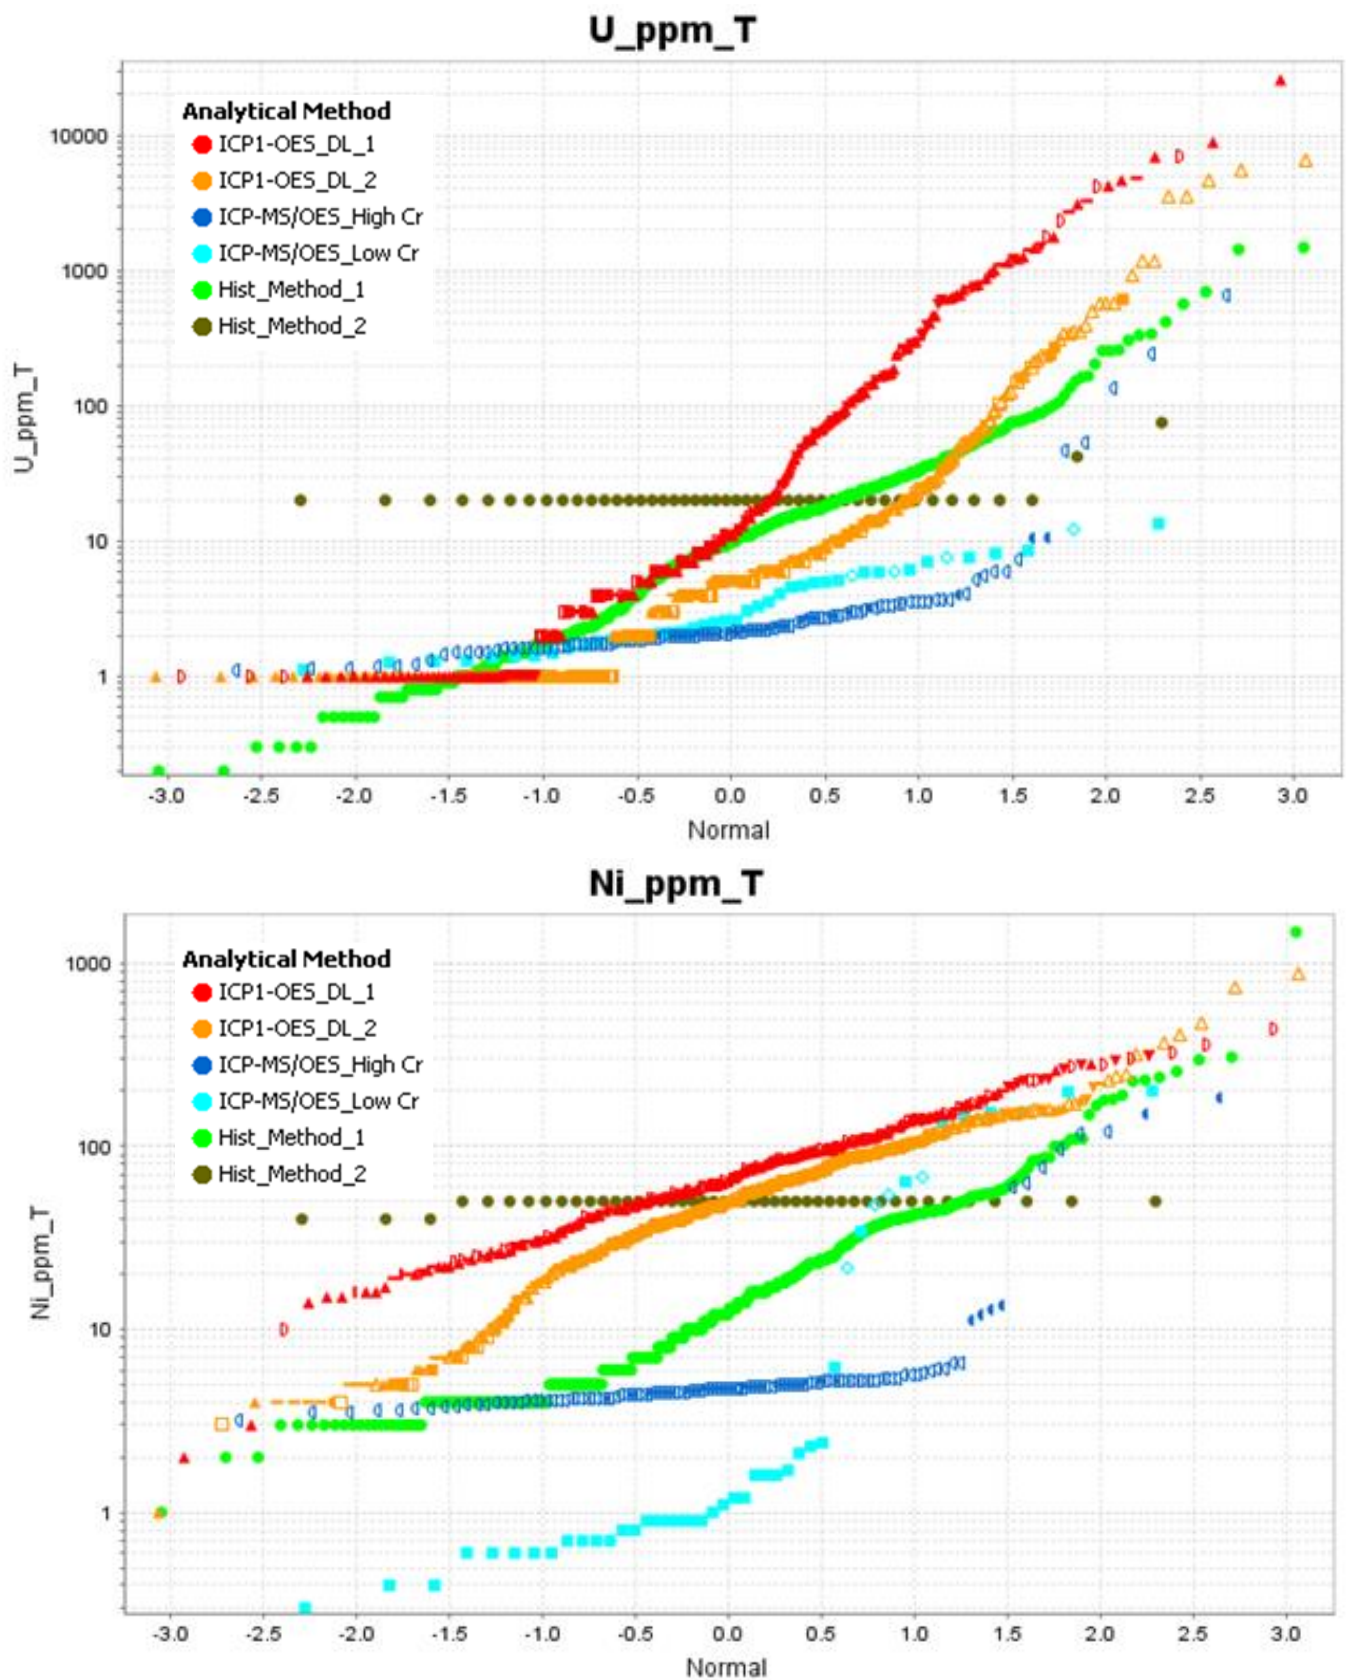 U_ppm_T
Analytical Method
ICP1-OES_DL_1
ICP1-OES_DL_2
ICP-MS/OES_High Cr
ICP-MS/OES_Low Cr
Hist_Method_1
Hist_Method_2
U_ppm_T
10000
1000
100
10
1
-3.0 -2.5 -2.0 -1.5 -1.0 -0.5 0.0 0.5 1.0 1.5 2.0 2.5 3.0
Normal
Ni_ppm_T
Analytical Method
ICP1-OES_DL_1
ICP1-OES_DL_2
ICP-MS/OES_High Cr
ICP-MS/OES_Low Cr
Hist_Method_1
Hist_Method_2
Ni_ppm_T
1000
100
10
1
-3.0 -2.5 -2.0 -1.5 -1.0 -0.5 0.0 0.5 1.0 1.5 2.0 2.5 3.0
Normal